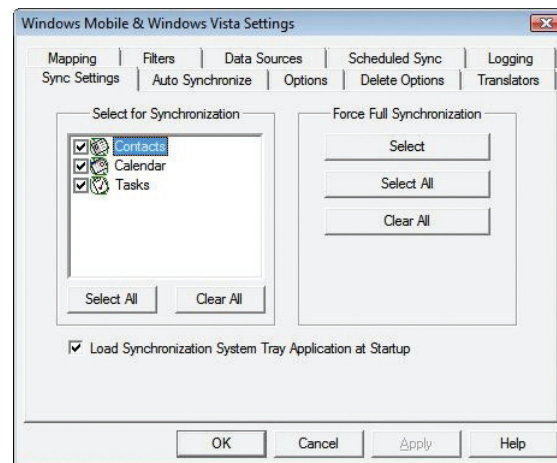 Windows Mobile & Windows Vista Settings
Mapping Filters Data Sources Scheduled Sync Logging
Sync Settings Auto Synchronize Options Delete Options Translators
Select for Synchronization
Contacts
Calendar
Tasks
Select All Clear All
Force Full Synchronization
Select
Select All
Clear All
Load Synchronization System Tray Application at Startup
OK Cancel Apply Help